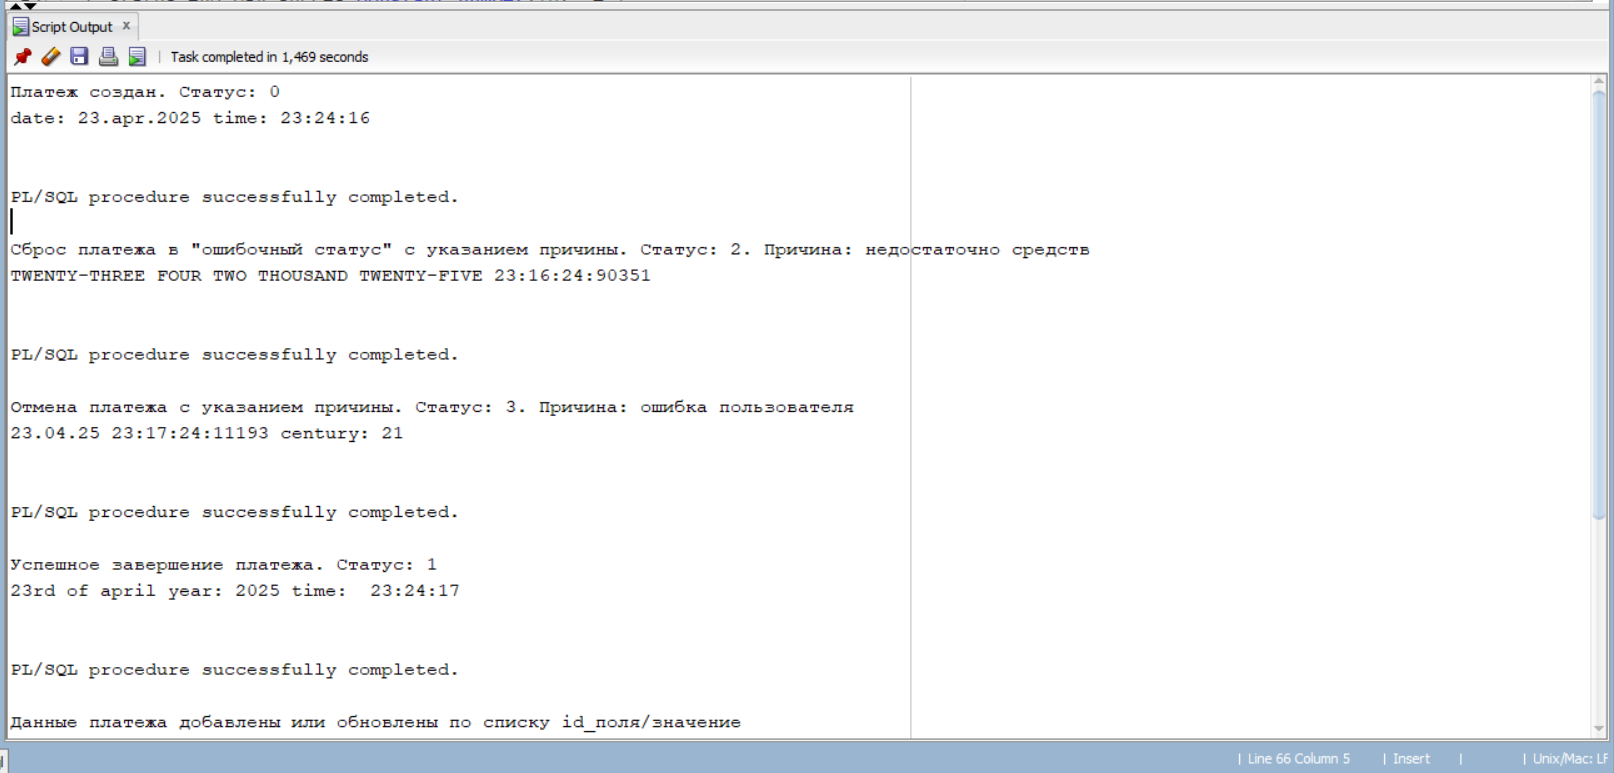 Script Output x
Task completed in 1,469 seconds
Платеж создан. Статус: 0
date: 23.apr.2025 time: 23:24:16
PL/SQL procedure successfully completed.
Сброс платежа в "ошибочный статус" с указанием причины. Статус: 2. Причина: недостаточно средств
TWENTY-THREE FOUR TWO THOUSAND TWENTY-FIVE 23:16:24:90351
PL/SQL procedure successfully completed.
Отмена платежа с указанием причины. Статус: 3. Причина: ошибка пользователя
23.04.25 23:17:24:11193 century: 21
PL/SQL procedure successfully completed.
Успешное завершение платежа. Статус: 1
23rd of april year: 2025 time:  23:24:17
PL/SQL procedure successfully completed.
Данные платежа добавлены или обновлены по списку id_поля/значение
| Line 66 Column 5 | Insert | | Unix/Mac: LF